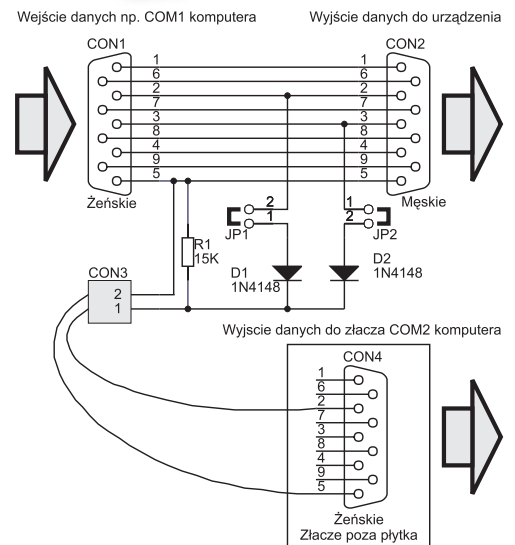 Wejście danych np. COM1 komputera
Wyjście danych do urządzenia
CON1
CON2
1 1
6 6
2 2
7 7
3 3
8 8
4 4
9 9
5 5
Żeńskie
Męskie
2
1
JP1
1
2
JP2
R1
15K
D1
1N4148
D2
1N4148
CON3
2
1
Wyjscie danych do złacza COM2 komputera
CON4
1
6
2
7
3
8
4
9
5
Żeńskie
Złacze poza płytka